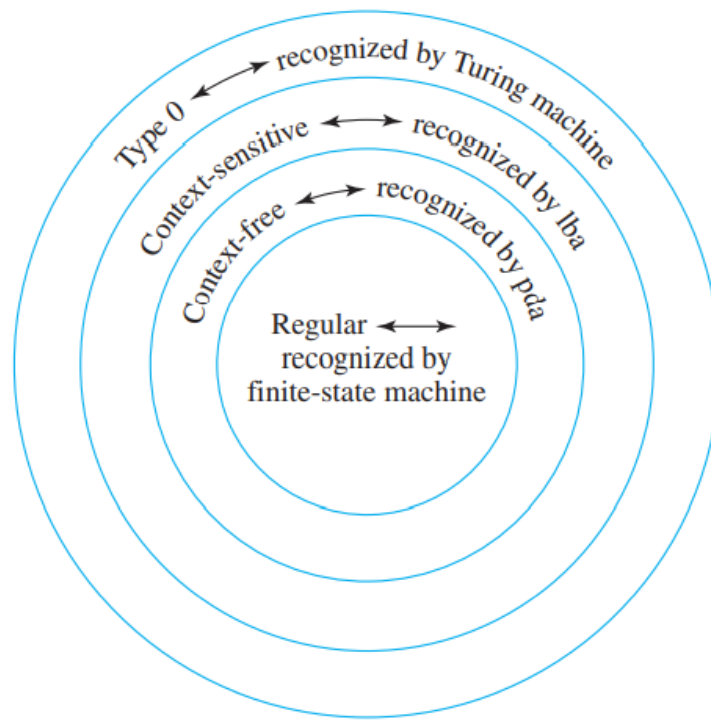 Type 0 ↔ recognized by Turing machine
Context-sensitive ↔ recognized by lba
Context-free ↔ recognized by pda
Regular ↔
recognized by
finite-state machine